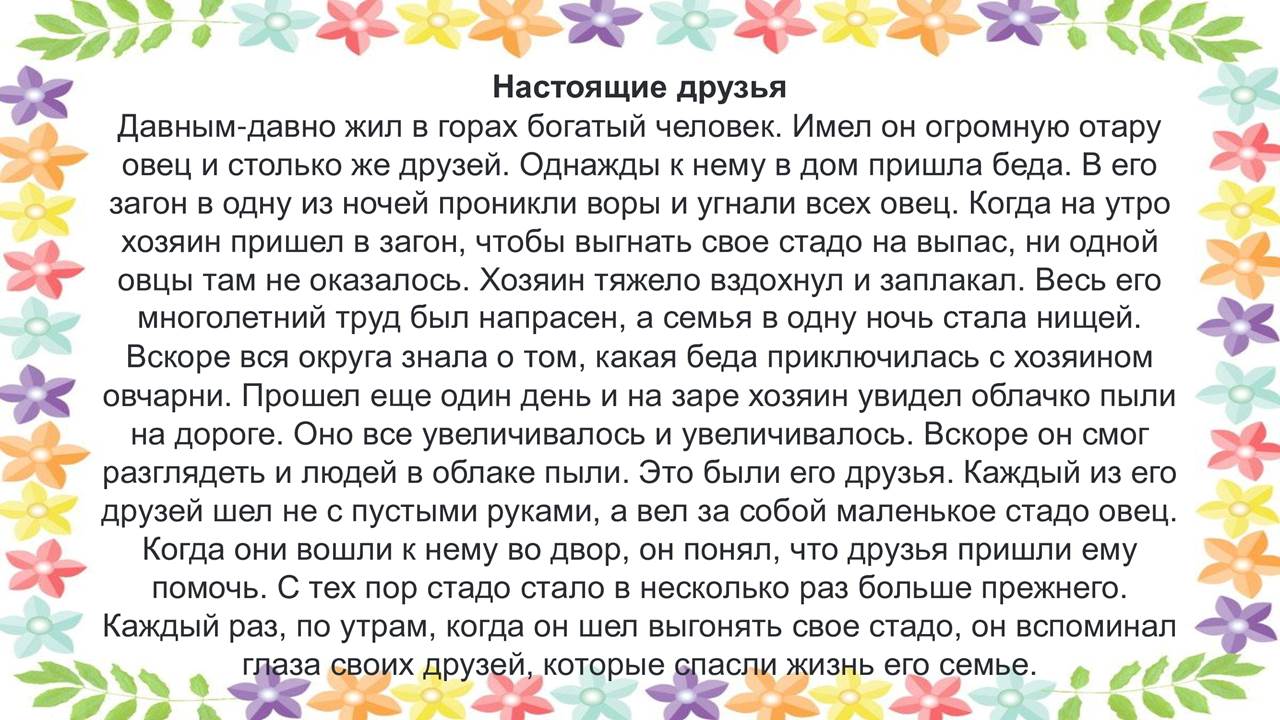 Настоящие друзья
Давным-давно жил в горах богатый человек. Имел он огромную отару
овец и столько же друзей. Однажды к нему в дом пришла беда. В его
загон в одну из ночей проникли воры и угнали всех овец. Когда на утро
хозяин пришел в загон, чтобы выгнать свое стадо на выпас, ни одной
овцы там не оказалось. Хозяин тяжело вздохнул и заплакал. Весь его
многолетний труд был напрасен, а семья в одну ночь стала нищей.
Вскоре вся округа знала о том, какая беда приключилась с хозяином
овчарни. Прошел еще один день и на заре хозяин увидел облачко пыли
на дороге. Оно все увеличивалось и увеличивалось. Вскоре он смог
разглядеть и людей в облаке пыли. Это были его друзья. Каждый из его
друзей шел не с пустыми руками, а вел за собой маленькое стадо овец.
Когда они вошли к нему во двор, он понял, что друзья пришли ему
помочь. С тех пор стадо стало в несколько раз больше прежнего.
Каждый раз, по утрам, когда он шел выгонять свое стадо, он вспоминал
глаза своих друзей, которые спасли жизнь его семье.